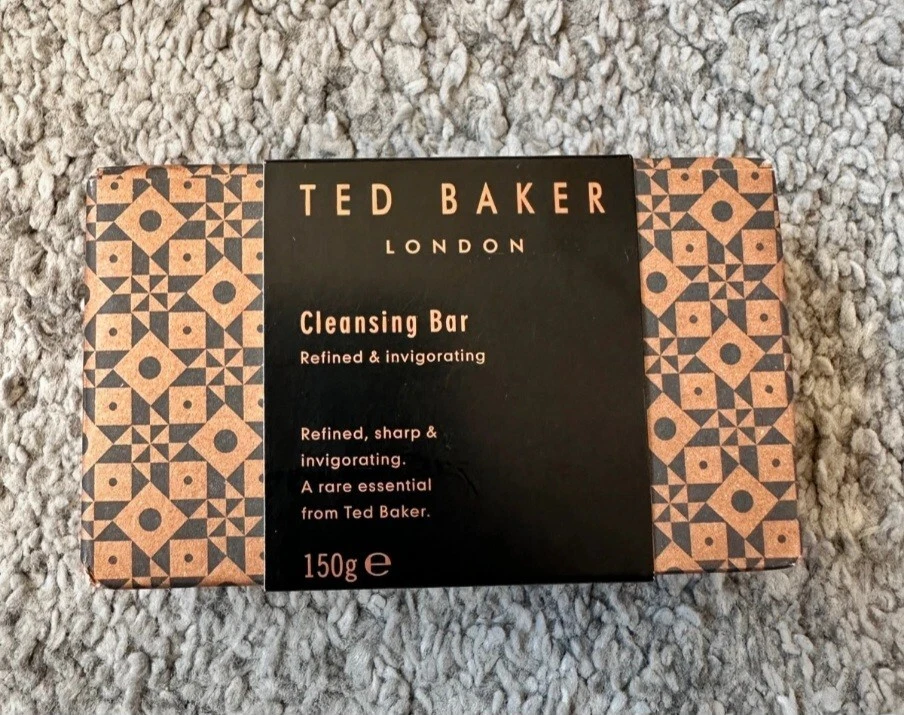 TED BAKER
LONDON
Cleansing Bar
Refined & invigorating
Refined, sharp &
invigorating.
A rare essential
from Ted Baker.
150g ℮